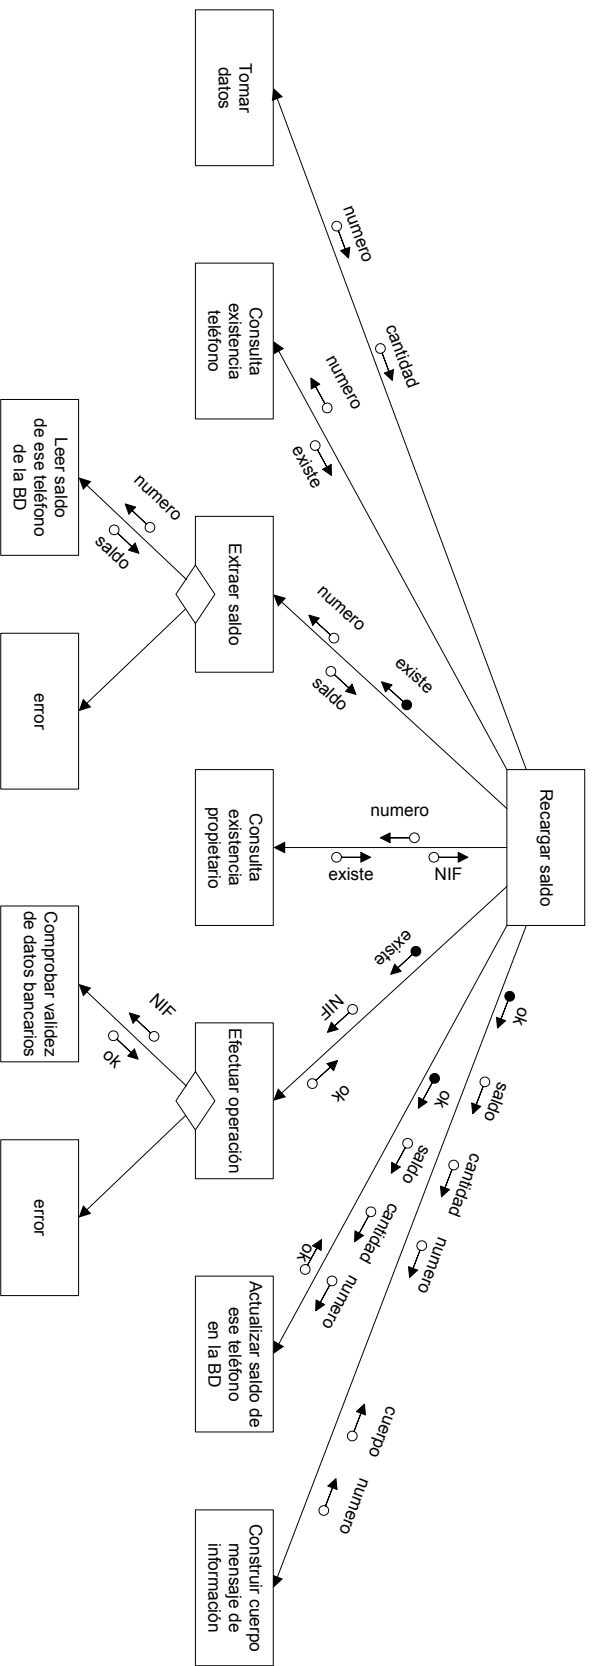 Recargar saldo
numero
cantidad
numero
existe
existe
numero
saldo
numero
existe
NIF
existe
NIF
ok
ok
saldo
cantidad
numero
ok
ok
saldo
cantidad
numero
cuerpo
numero
Tomar
datos
Consulta
existencia
teléfono
Extraer saldo
Consulta
existencia
propietario
Efectuar operación
Actualizar saldo de
ese teléfono
en la BD
Construir cuerpo
mensaje de
información
numero
saldo
NIF
ok
Leer saldo
de ese teléfono
de la BD
error
Comprobar validez
de datos bancarios
error